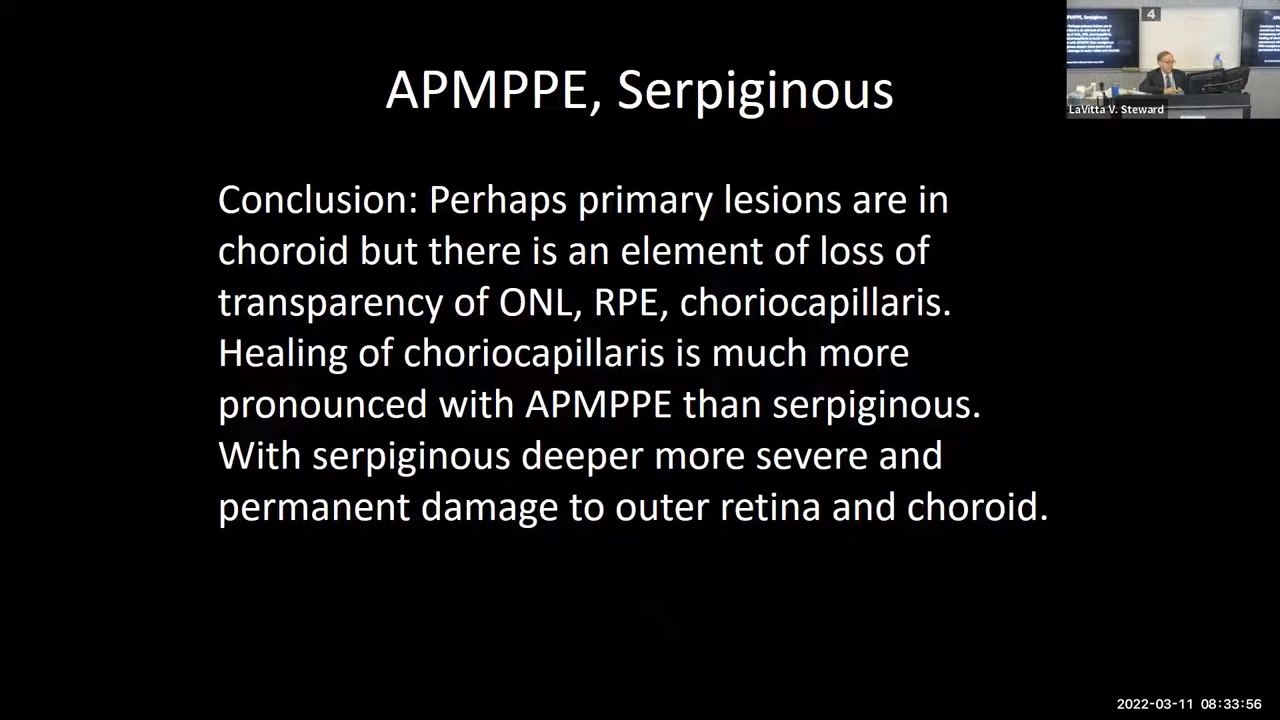 APMPPE, Serpiginous
Conclusion: Perhaps primary lesions are in
choroid but there is an element of loss of
transparency of ONL, RPE, choriocapillaris.
Healing of choriocapillaris is much more
pronounced with APMPPE than serpiginous.
With serpiginous deeper more severe and
permanent damage to outer retina and choroid.
4
LaVitta V. Steward
2022-03-11 08:33:56